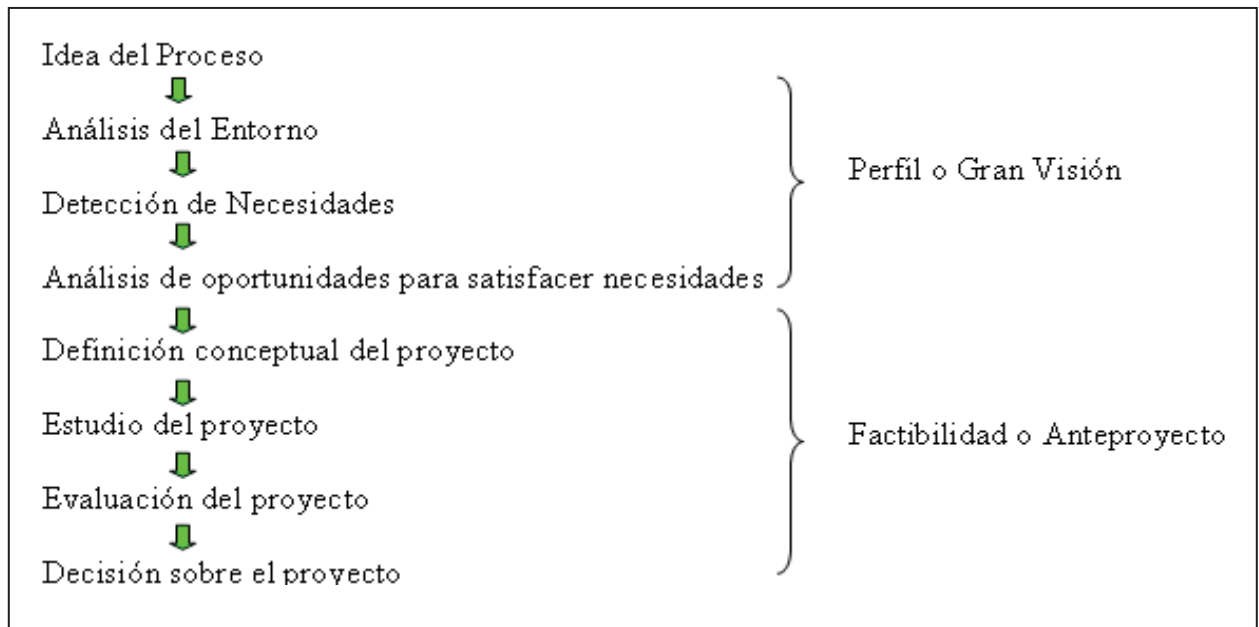 Idea del Proceso
Análisis del Entorno
Detección de Necesidades
Análisis de oportunidades para satisfacer necesidades
Perfil o Gran Visión
Definición conceptual del proyecto
Estudio del proyecto
Evaluación del proyecto
Decisión sobre el proyecto
Factibilidad o Anteproyecto